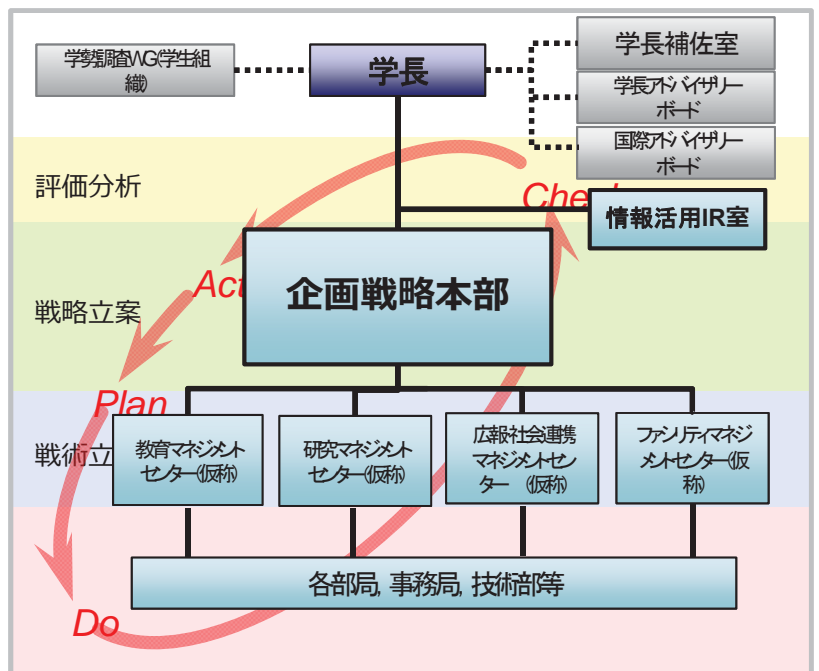 学勢調査WG(学生組
織)
学長
学長補佐室
学長アドバイザリー
ボード
国際アドバイザリー
ボード
評価分析
Check
情報活用IR室
Act
企画戦略本部
戦略立案
Plan
戦術立
教育マネジメント
センター(仮称)
研究マネジメント
センター(仮称)
広報社会連携
マネジメントセン
ター (仮称)
ファシリティマネジ
メントセンター(仮
称)
各部局, 事務局, 技術部等
Do